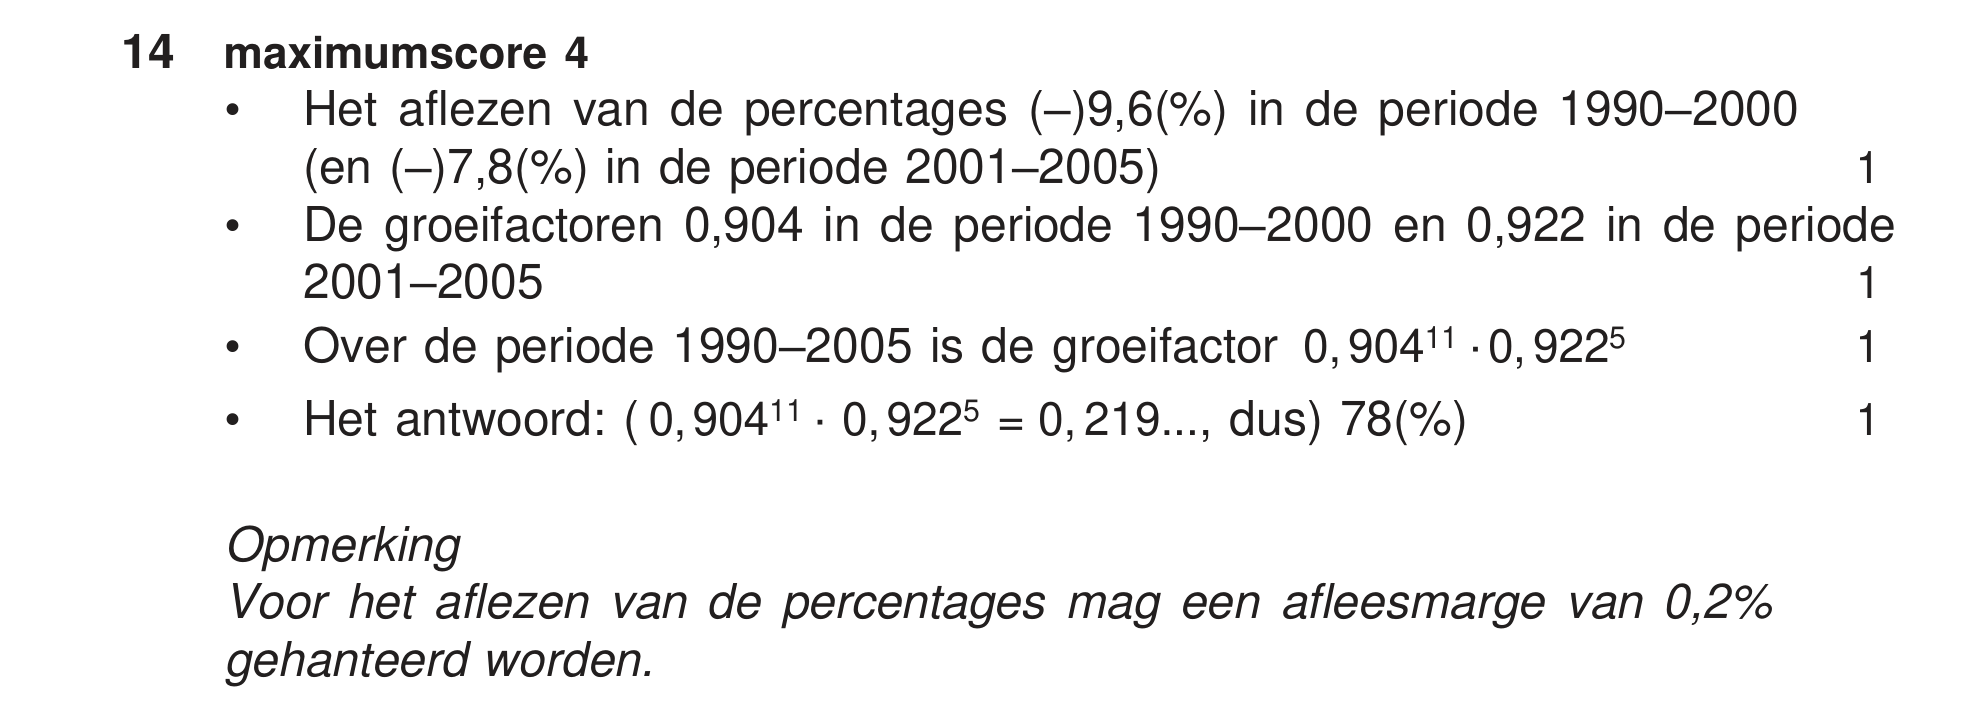 14 maximumscore 4
• Het aflezen van de percentages (–)9,6(%) in de periode 1990–2000
(en (–)7,8(%) in de periode 2001–2005) 1
• De groeifactoren 0,904 in de periode 1990–2000 en 0,922 in de periode
2001–2005 1
• Over de periode 1990–2005 is de groeifactor 0,904¹¹ · 0,922⁵ 1
• Het antwoord: ( 0,904¹¹ · 0,922⁵ = 0,219..., dus) 78(%) 1
Opmerking
Voor het aflezen van de percentages mag een afleesmarge van 0,2%
gehanteerd worden.